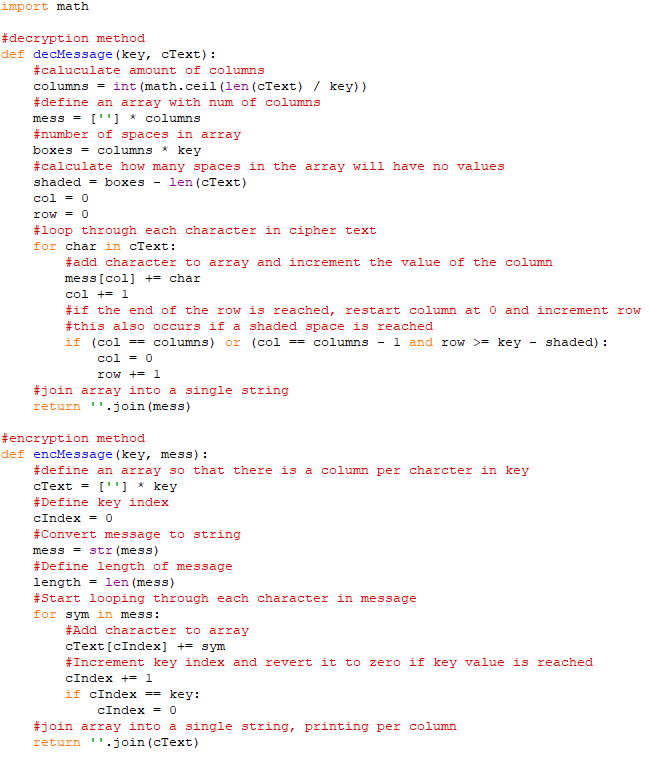 import math
#decryption method
def decMessage(key, cText):
    #caluculate amount of columns
    columns = int(math.ceil(len(cText) / key))
    #define an array with num of columns
    mess = [''] * columns
    #number of spaces in array
    boxes = columns * key
    #calculate how many spaces in the array will have no values
    shaded = boxes - len(cText)
    col = 0
    row = 0
    #loop through each character in cipher text
    for char in cText:
        #add character to array and increment the value of the column
        mess[col] += char
        col += 1
        #if the end of the row is reached, restart column at 0 and increment row
        #this also occurs if a shaded space is reached
        if (col == columns) or (col == columns - 1 and row >= key - shaded):
            col = 0
            row += 1
    #join array into a single string
    return ''.join(mess)
#encryption method
def encMessage(key, mess):
    #define an array so that there is a column per charcter in key
    cText = [''] * key
    #Define key index
    cIndex = 0
    #Convert message to string
    mess = str(mess)
    #Define length of message
    length = len(mess)
    #Start looping through each character in message
    for sym in mess:
        #Add character to array
        cText[cIndex] += sym
        #Increment key index and revert it to zero if key value is reached
        cIndex += 1
        if cIndex == key:
            cIndex = 0
    #join array into a single string, printing per column
    return ''.join(cText)